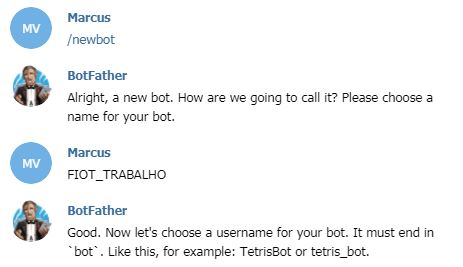 MV
Marcus
/newbot
BotFather
Alright, a new bot. How are we going to call it? Please choose a
name for your bot.
MV
Marcus
FIOT_TRABALHO
BotFather
Good. Now let's choose a username for your bot. It must end in
`bot`. Like this, for example: TetrisBot or tetris_bot.